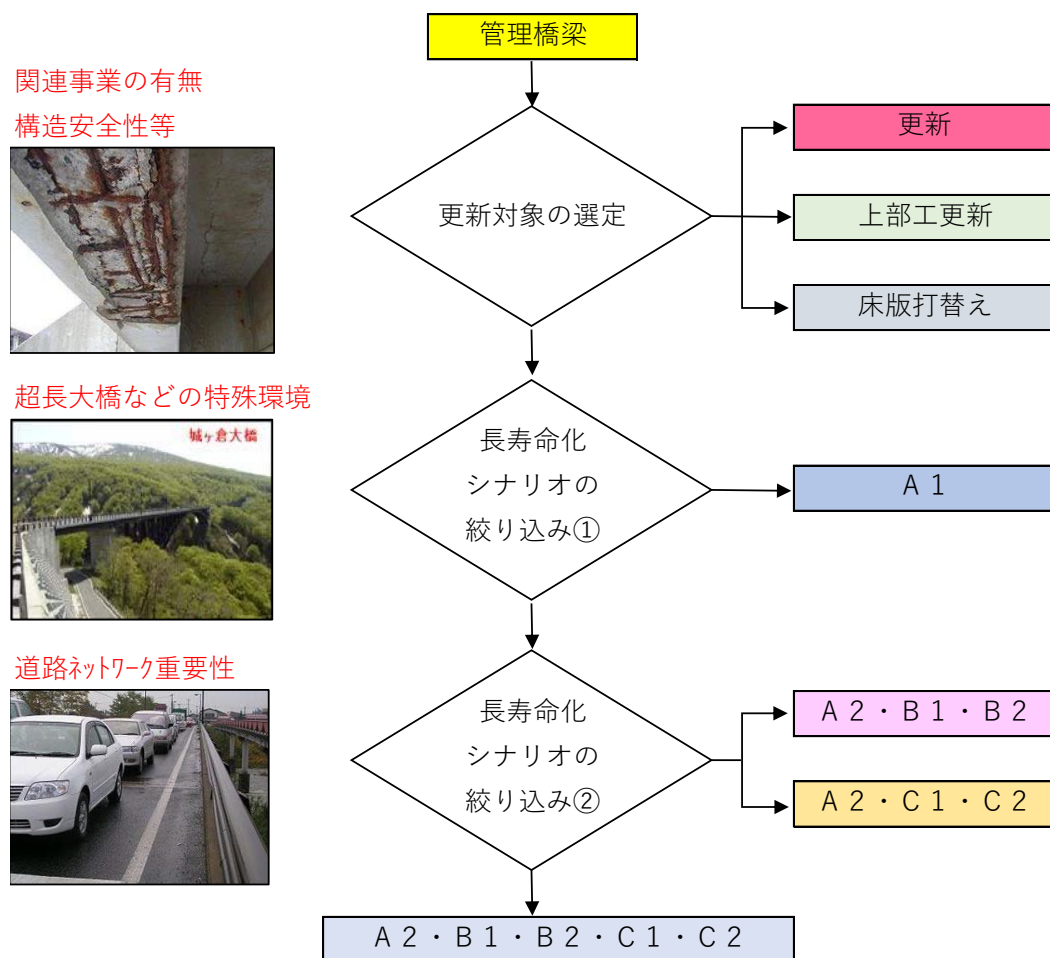 管理橋梁
関連事業の有無
構造安全性等
更新対象の選定
更新
上部工更新
床版打替え
超長大橋などの特殊環境
城ヶ倉大橋
長寿命化
シナリオの
絞り込み①
Ａ１
道路ﾈｯﾄﾜｰｸ重要性
長寿命化
シナリオの
絞り込み②
Ａ２・Ｂ１・Ｂ２
Ａ２・Ｃ１・Ｃ２
Ａ２・Ｂ１・Ｂ２・Ｃ１・Ｃ２